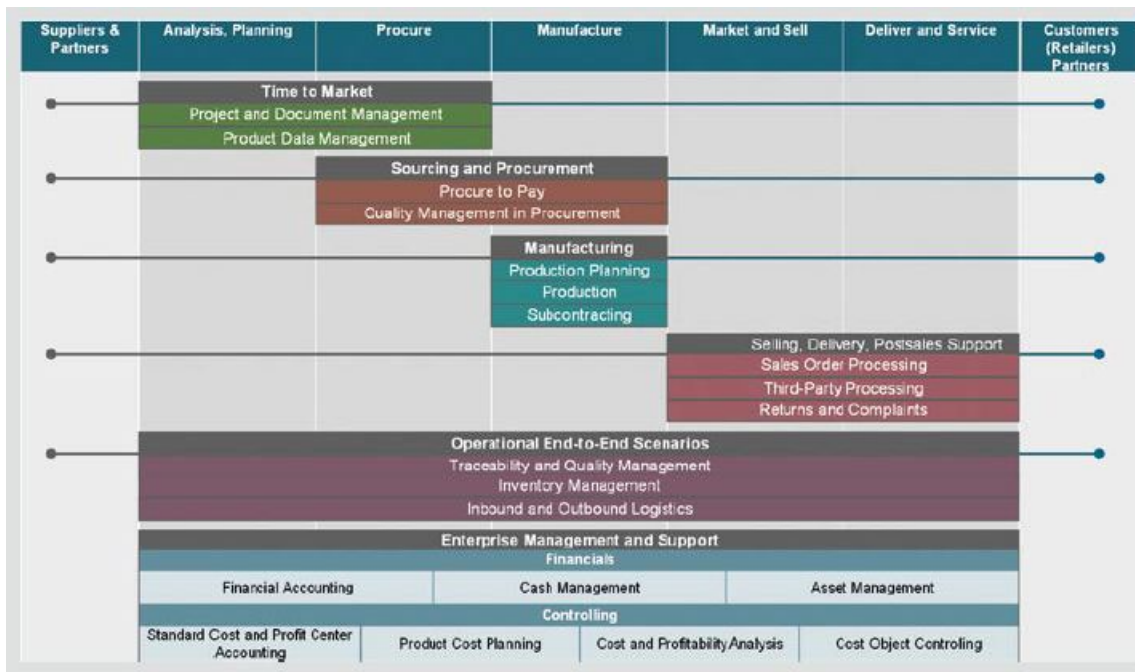 Suppliers &
Partners
Analysis, Planning
Procure
Manufacture
Market and Sell
Deliver and Service
Customers
(Retailers)
Partners
Time to Market
Project and Document Management
Product Data Management
Sourcing and Procurement
Procure to Pay
Quality Management in Procurement
Manufacturing
Production Planning
Production
Subcontracting
Selling, Delivery, Postsales Support
Sales Order Processing
Third-Party Processing
Returns and Complaints
Operational End-to-End Scenarios
Traceability and Quality Management
Inventory Management
Inbound and Outbound Logistics
Enterprise Management and Support
Financials
Financial Accounting
Cash Management
Asset Management
Controlling
Standard Cost and Profit Center
Accounting
Product Cost Planning
Cost and Profitability Analysis
Cost Object Controling